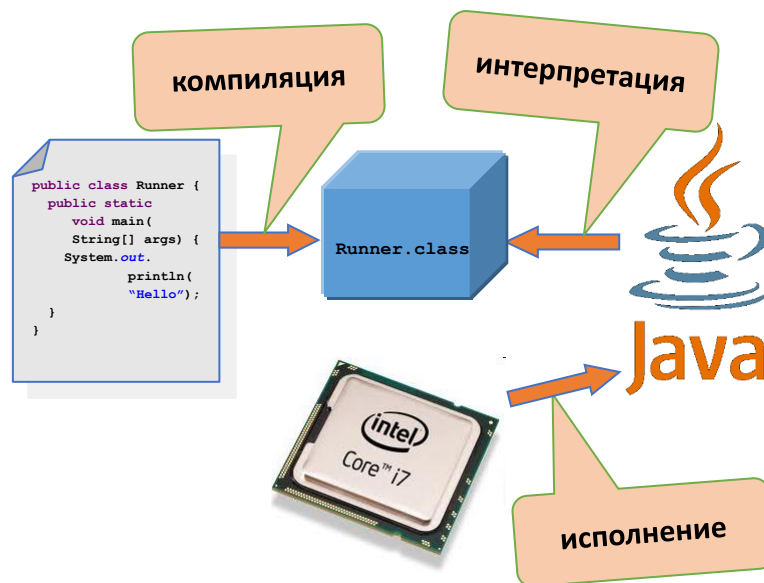 компиляция
интерпретация
public class Runner {
public static
void main(
String[] args) {
System.out.
println(
“Hello”);
}
}
Runner.class
Java
intel
Core™ i7
исполнение